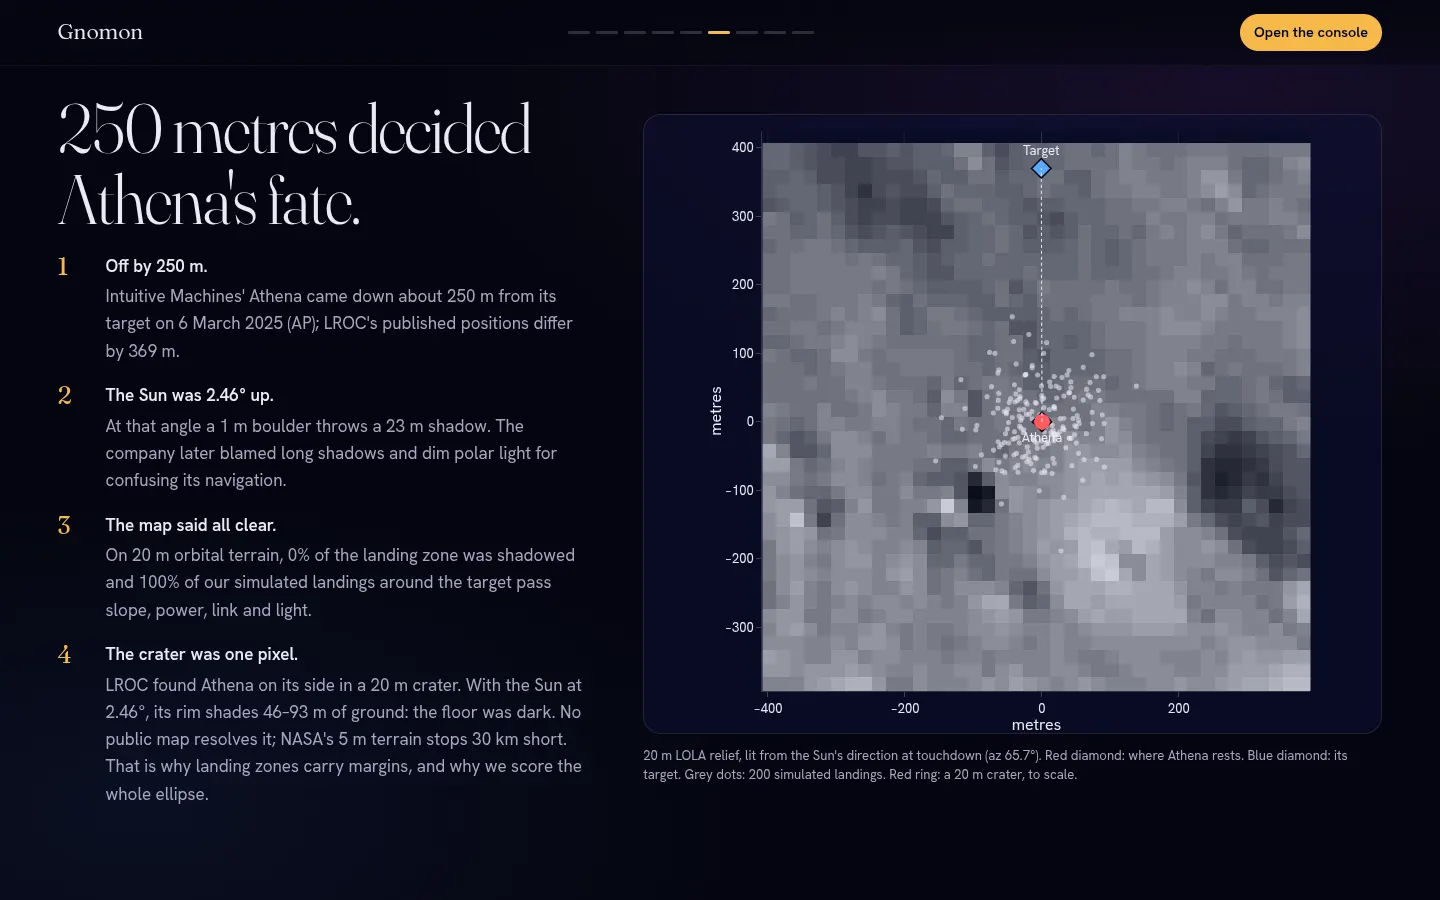 Gnomon
Open the console
250 metres decided
Athena's fate.
1
Off by 250 m.
Intuitive Machines' Athena came down about 250 m from its
target on 6 March 2025 (AP); LROC's published positions differ
by 369 m.
2
The Sun was 2.46° up.
At that angle a 1 m boulder throws a 23 m shadow. The
company later blamed long shadows and dim polar light for
confusing its navigation.
3
The map said all clear.
On 20 m orbital terrain, 0% of the landing zone was shadowed
and 100% of our simulated landings around the target pass
slope, power, link and light.
4
The crater was one pixel.
LROC found Athena on its side in a 20 m crater. With the Sun at
2.46°, its rim shades 46–93 m of ground: the floor was dark. No
public map resolves it; NASA's 5 m terrain stops 30 km short.
That is why landing zones carry margins, and why we score the
whole ellipse.
400
300
200
100
0
−100
−200
−300
metres
Target
Athena
−400
−200
0
200
metres
20 m LOLA relief, lit from the Sun's direction at touchdown (az 65.7°). Red diamond: where Athena rests. Blue diamond: its
target. Grey dots: 200 simulated landings. Red ring: a 20 m crater, to scale.